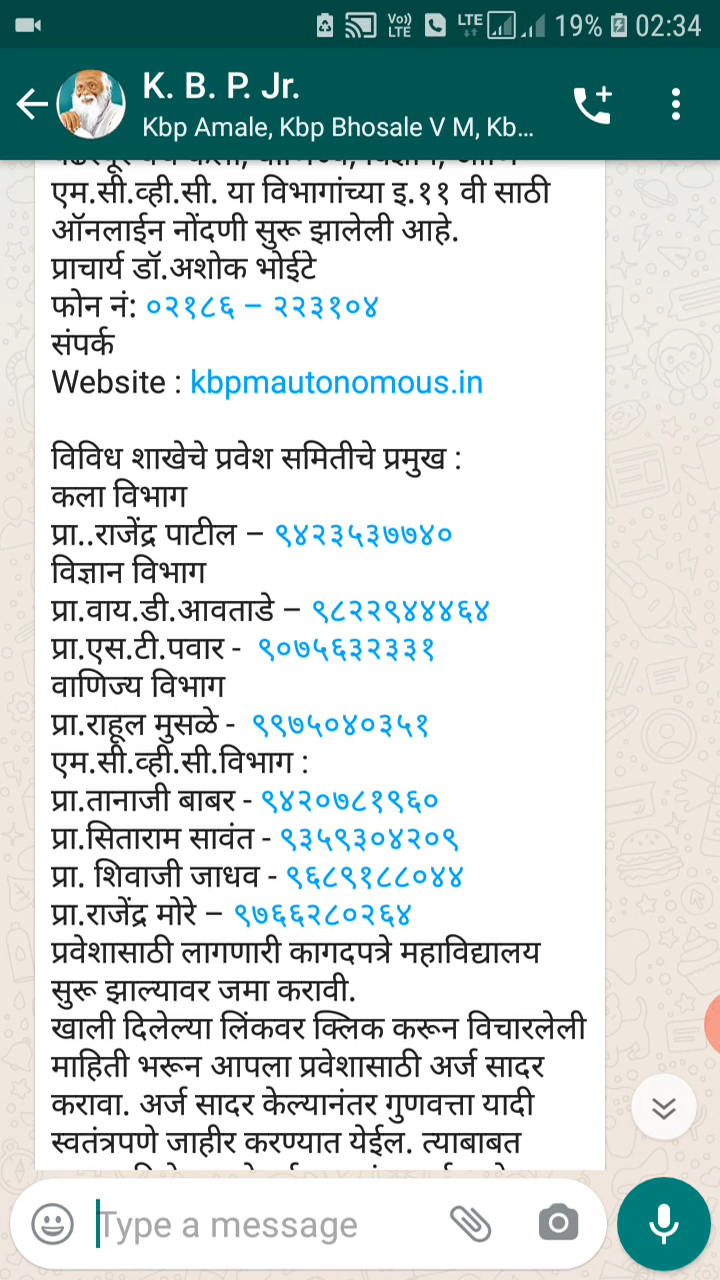 Vo)) LTE LTE 19% 02:34
K. B. P. Jr.
Kbp Amale, Kbp Bhosale V M, Kb...
एम.सी.व्ही.सी. या विभागांच्या इ.११ वी साठी
ऑनलाईन नोंदणी सुरू झालेली आहे.
प्राचार्य डॉ.अशोक भोईटे
फोन नं: ०२१८६ – २२३१०४
संपर्क
Website : kbpmautonomous.in
विविध शाखेचे प्रवेश समितीचे प्रमुख :
कला विभाग
प्रा..राजेंद्र पाटील – ९४२३५३७७४०
विज्ञान विभाग
प्रा.वाय.डी.आवताडे – ९८२२९४४४६४
प्रा.एस.टी.पवार - ९०७५६३२३३१
वाणिज्य विभाग
प्रा.राहूल मुसळे - ९९७५०४०३५१
एम.सी.व्ही.सी.विभाग :
प्रा.तानाजी बाबर - ९४२०७८१९६०
प्रा.सिताराम सावंत - ९३५९३०४२०९
प्रा. शिवाजी जाधव - ९६८९१८८०४४
प्रा.राजेंद्र मोरे – ९७६६२८०२६४
प्रवेशासाठी लागणारी कागदपत्रे महाविद्यालय
सुरू झाल्यावर जमा करावी.
खाली दिलेल्या लिंकवर क्लिक करून विचारलेली
माहिती भरून आपला प्रवेशासाठी अर्ज सादर
करावा. अर्ज सादर केल्यानंतर गुणवत्ता यादी
स्वतंत्रपणे जाहीर करण्यात येईल. त्याबाबत
Type a message